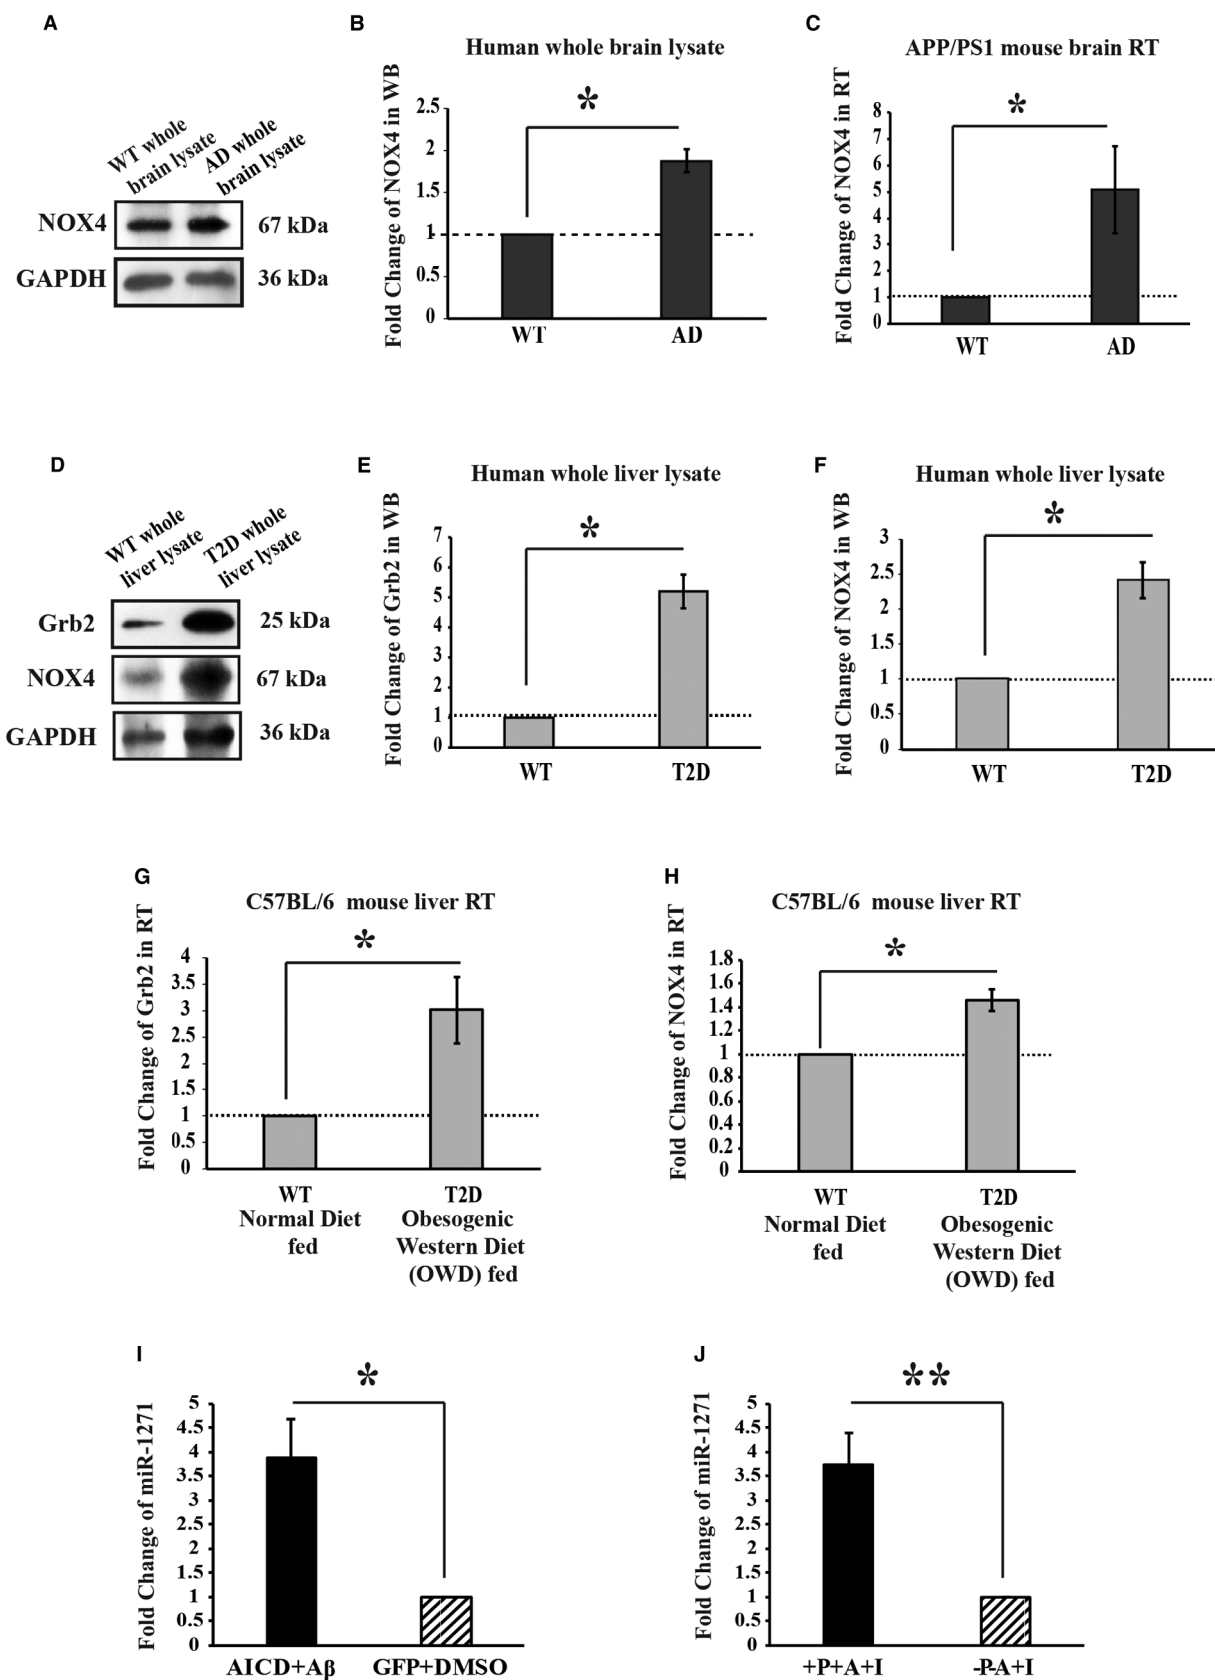 A
WT whole
brain lysate
AD whole
brain lysate
NOX4
67 kDa
GAPDH
36 kDa
B
Human whole brain lysate
*
Fold Change of NOX4 in WB
2.5
2
1.5
1
0.5
0
WT
AD
C
APP/PS1 mouse brain RT
*
Fold Change of NOX4 in RT
8
7
6
5
4
3
2
1
0
WT
AD
D
WT whole
liver lysate
T2D whole
liver lysate
Grb2
25 kDa
NOX4
67 kDa
GAPDH
36 kDa
E
Human whole liver lysate
*
Fold Change of Grb2 in WB
7
6
5
4
3
2
1
0
WT
T2D
F
Human whole liver lysate
*
Fold Change of NOX4 in WB
3
2.5
2
1.5
1
0.5
0
WT
T2D
G
C57BL/6 mouse liver RT
*
Fold Change of Grb2 in RT
4
3.5
3
2.5
2
1.5
1
0.5
0
WT
Normal Diet
fed
T2D
Obesogenic
Western Diet
(OWD) fed
H
C57BL/6 mouse liver RT
*
Fold Change of NOX4 in RT
1.8
1.6
1.4
1.2
1
0.8
0.6
0.4
0.2
0
WT
Normal Diet
fed
T2D
Obesogenic
Western Diet
(OWD) fed
I
*
Fold Change of miR-1271
5
4.5
4
3.5
3
2.5
2
1.5
1
0.5
0
AICD+Aβ
GFP+DMSO
J
**
Fold Change of miR-1271
5
4.5
4
3.5
3
2.5
2
1.5
1
0.5
0
+P+A+I
-P-A+I